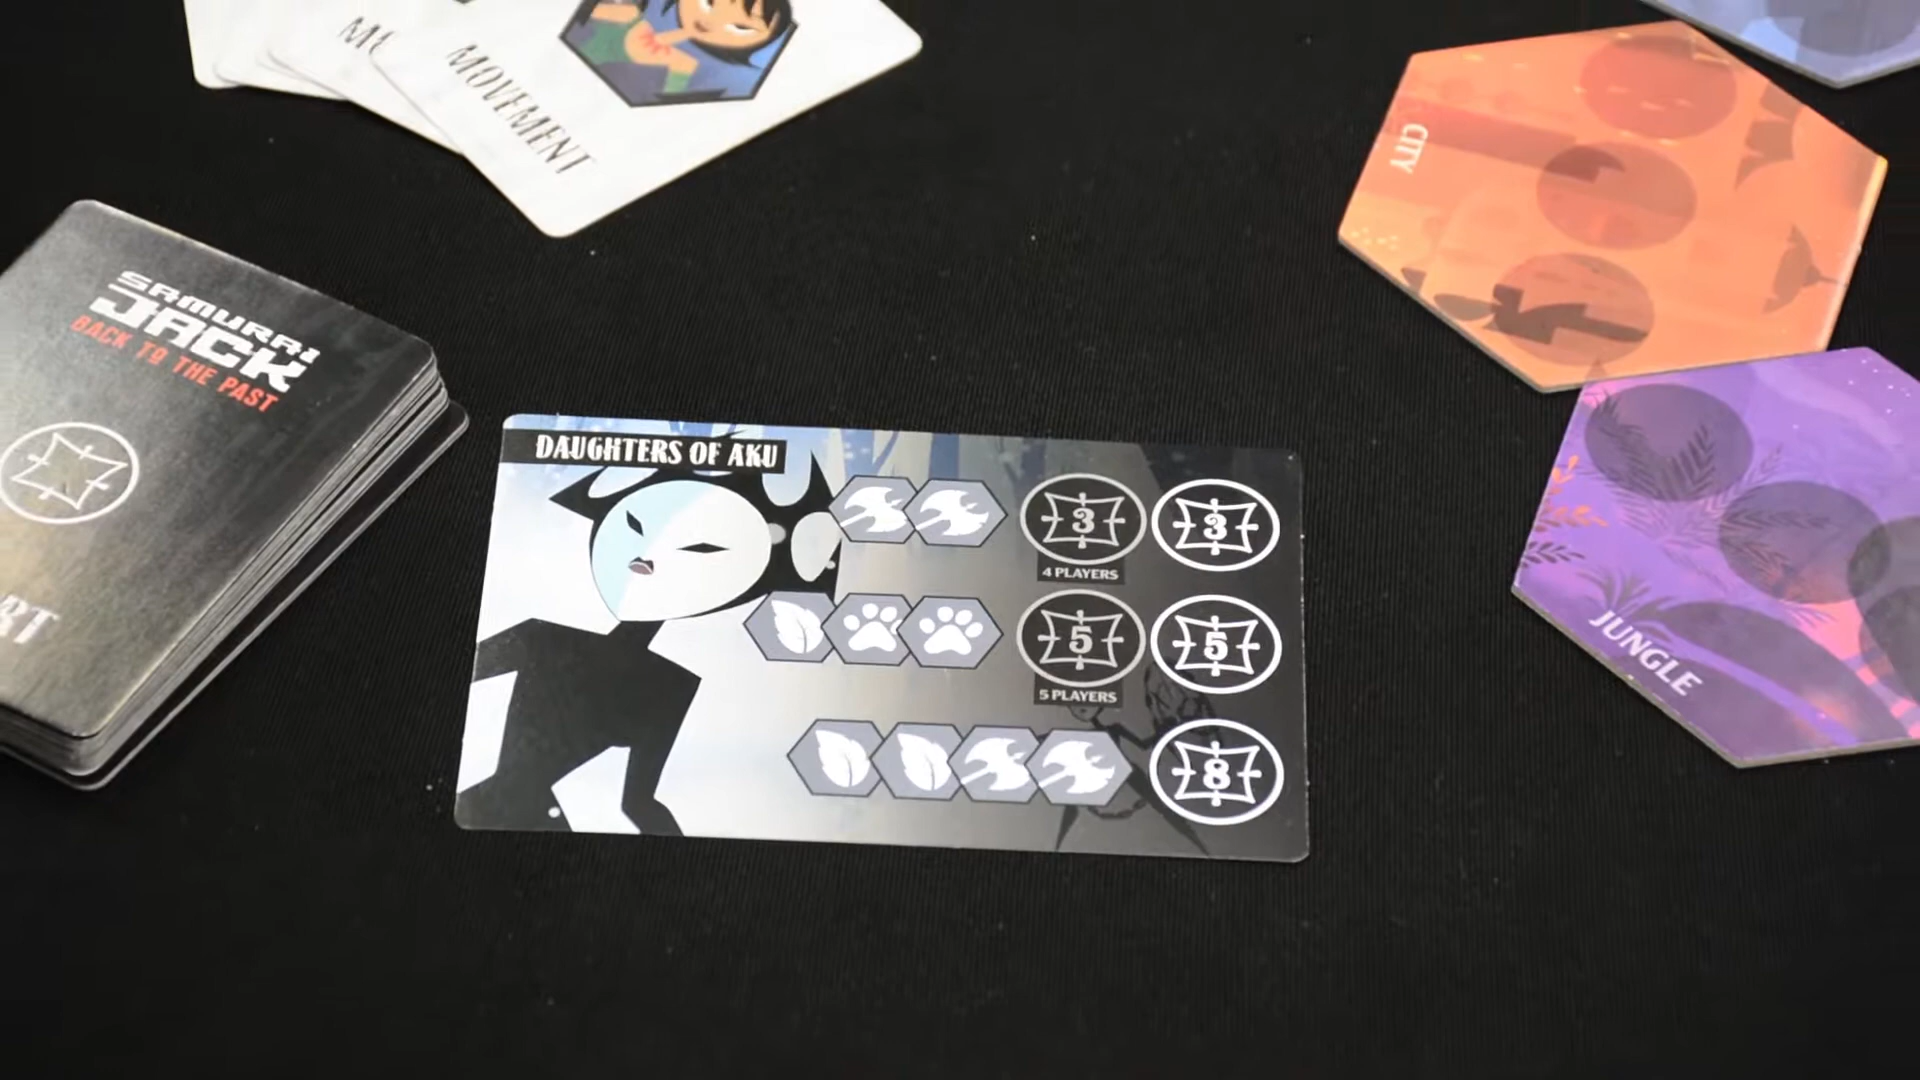 MOVEMENT
CITY
SAMURAI
JACK
BACK TO THE PAST
DAUGHTERS OF AKU
3
3
4 PLAYERS
5
5
5 PLAYERS
8
JUNGLE